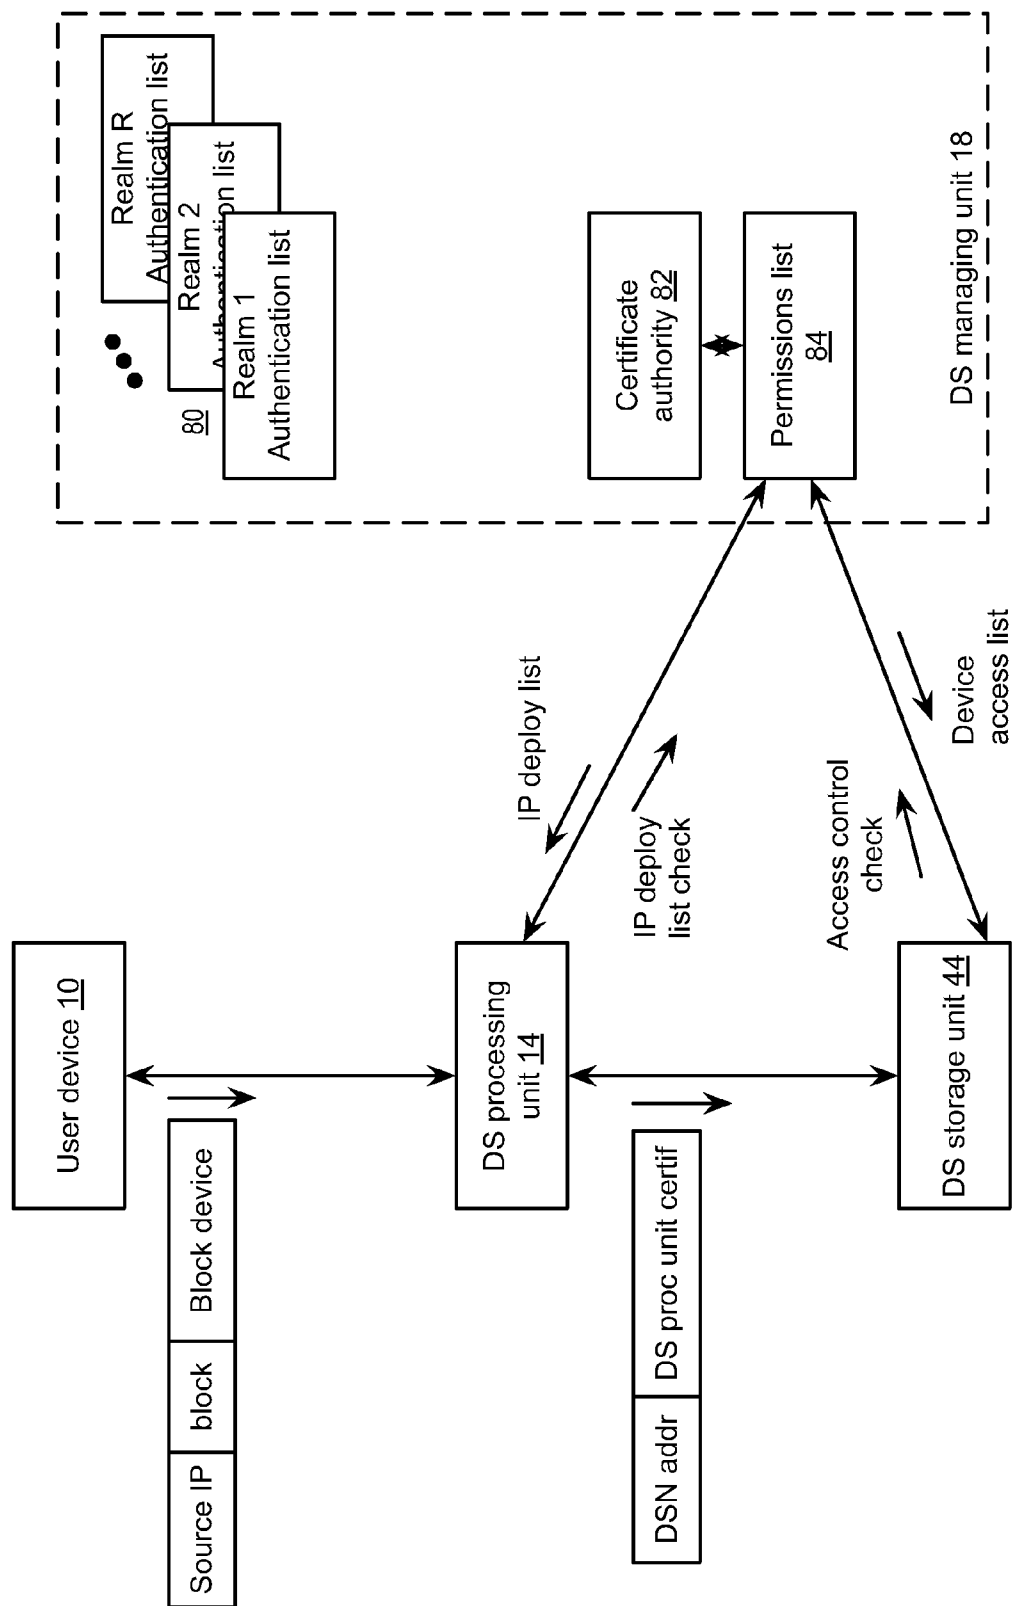 User device 10
Source IP
block
Block device
DS processing
unit 14
DSN addr
DS proc unit certif
DS storage unit 44
IP deploy list
IP deploy
list check
Access control
check
Device
access list
Realm R
Authentication list
Realm 2
Authentication list
Realm 1
Authentication list
80
Certificate
authority 82
Permissions list
84
DS managing unit 18